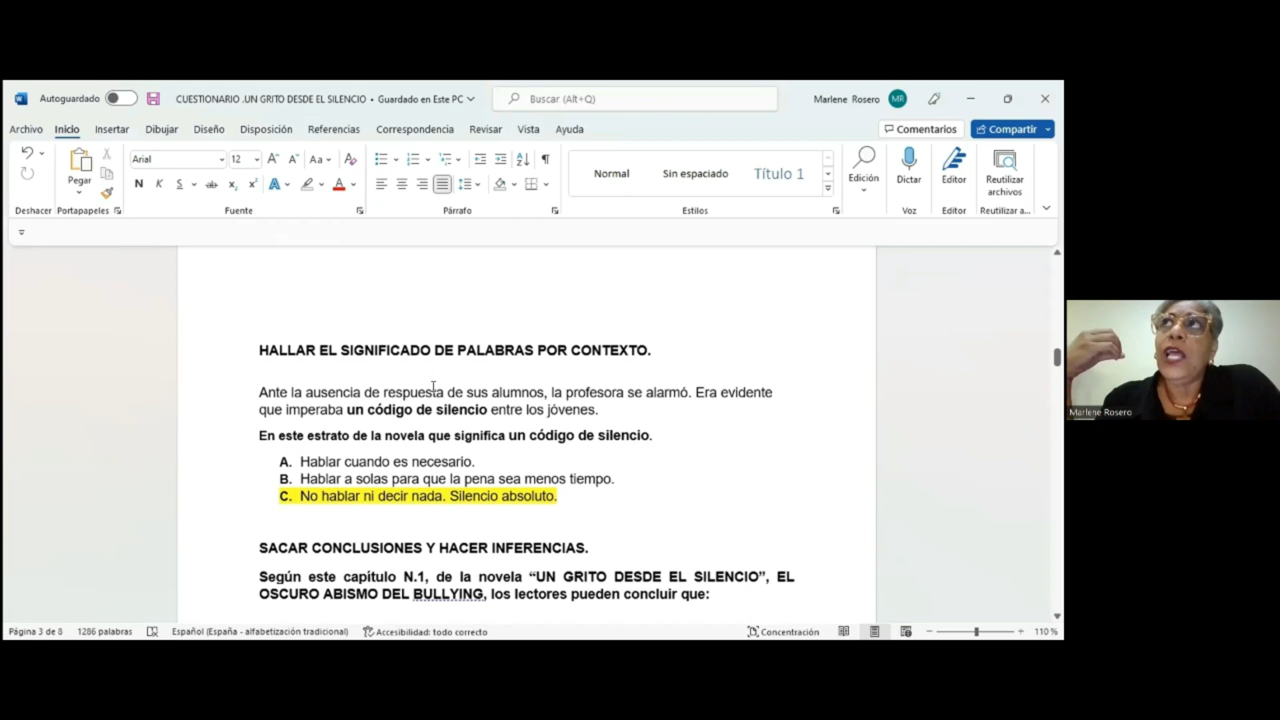 Autoguardado
CUESTIONARIO .UN GRITO DESDE EL SILENCIO • Guardado en Este PC
Buscar (Alt+Q)
Marlene Rosero
MR
Archivo
Inicio
Insertar
Dibujar
Diseño
Disposición
Referencias
Correspondencia
Revisar
Vista
Ayuda
Comentarios
Compartir
Pegar
Arial
12
Aa
N K S ab x₂ x² A A
Normal
Sin espaciado
Título 1
Edición
Dictar
Editor
Reutilizar
archivos
Deshacer
Portapapeles
Fuente
Párrafo
Estilos
Voz
Editor
Reutilizar a...
HALLAR EL SIGNIFICADO DE PALABRAS POR CONTEXTO.
Ante la ausencia de respuesta de sus alumnos, la profesora se alarmó. Era evidente
que imperaba un código de silencio entre los jóvenes.
En este estrato de la novela que significa un código de silencio.
A. Hablar cuando es necesario.
B. Hablar a solas para que la pena sea menos tiempo.
C. No hablar ni decir nada. Silencio absoluto.
SACAR CONCLUSIONES Y HACER INFERENCIAS.
Según este capítulo N.1, de la novela “UN GRITO DESDE EL SILENCIO”, EL
OSCURO ABISMO DEL BULLYING, los lectores pueden concluir que:
Marlene Rosero
Página 3 de 8
1286 palabras
Español (España - alfabetización tradicional)
Accesibilidad: todo correcto
Concentración
110 %